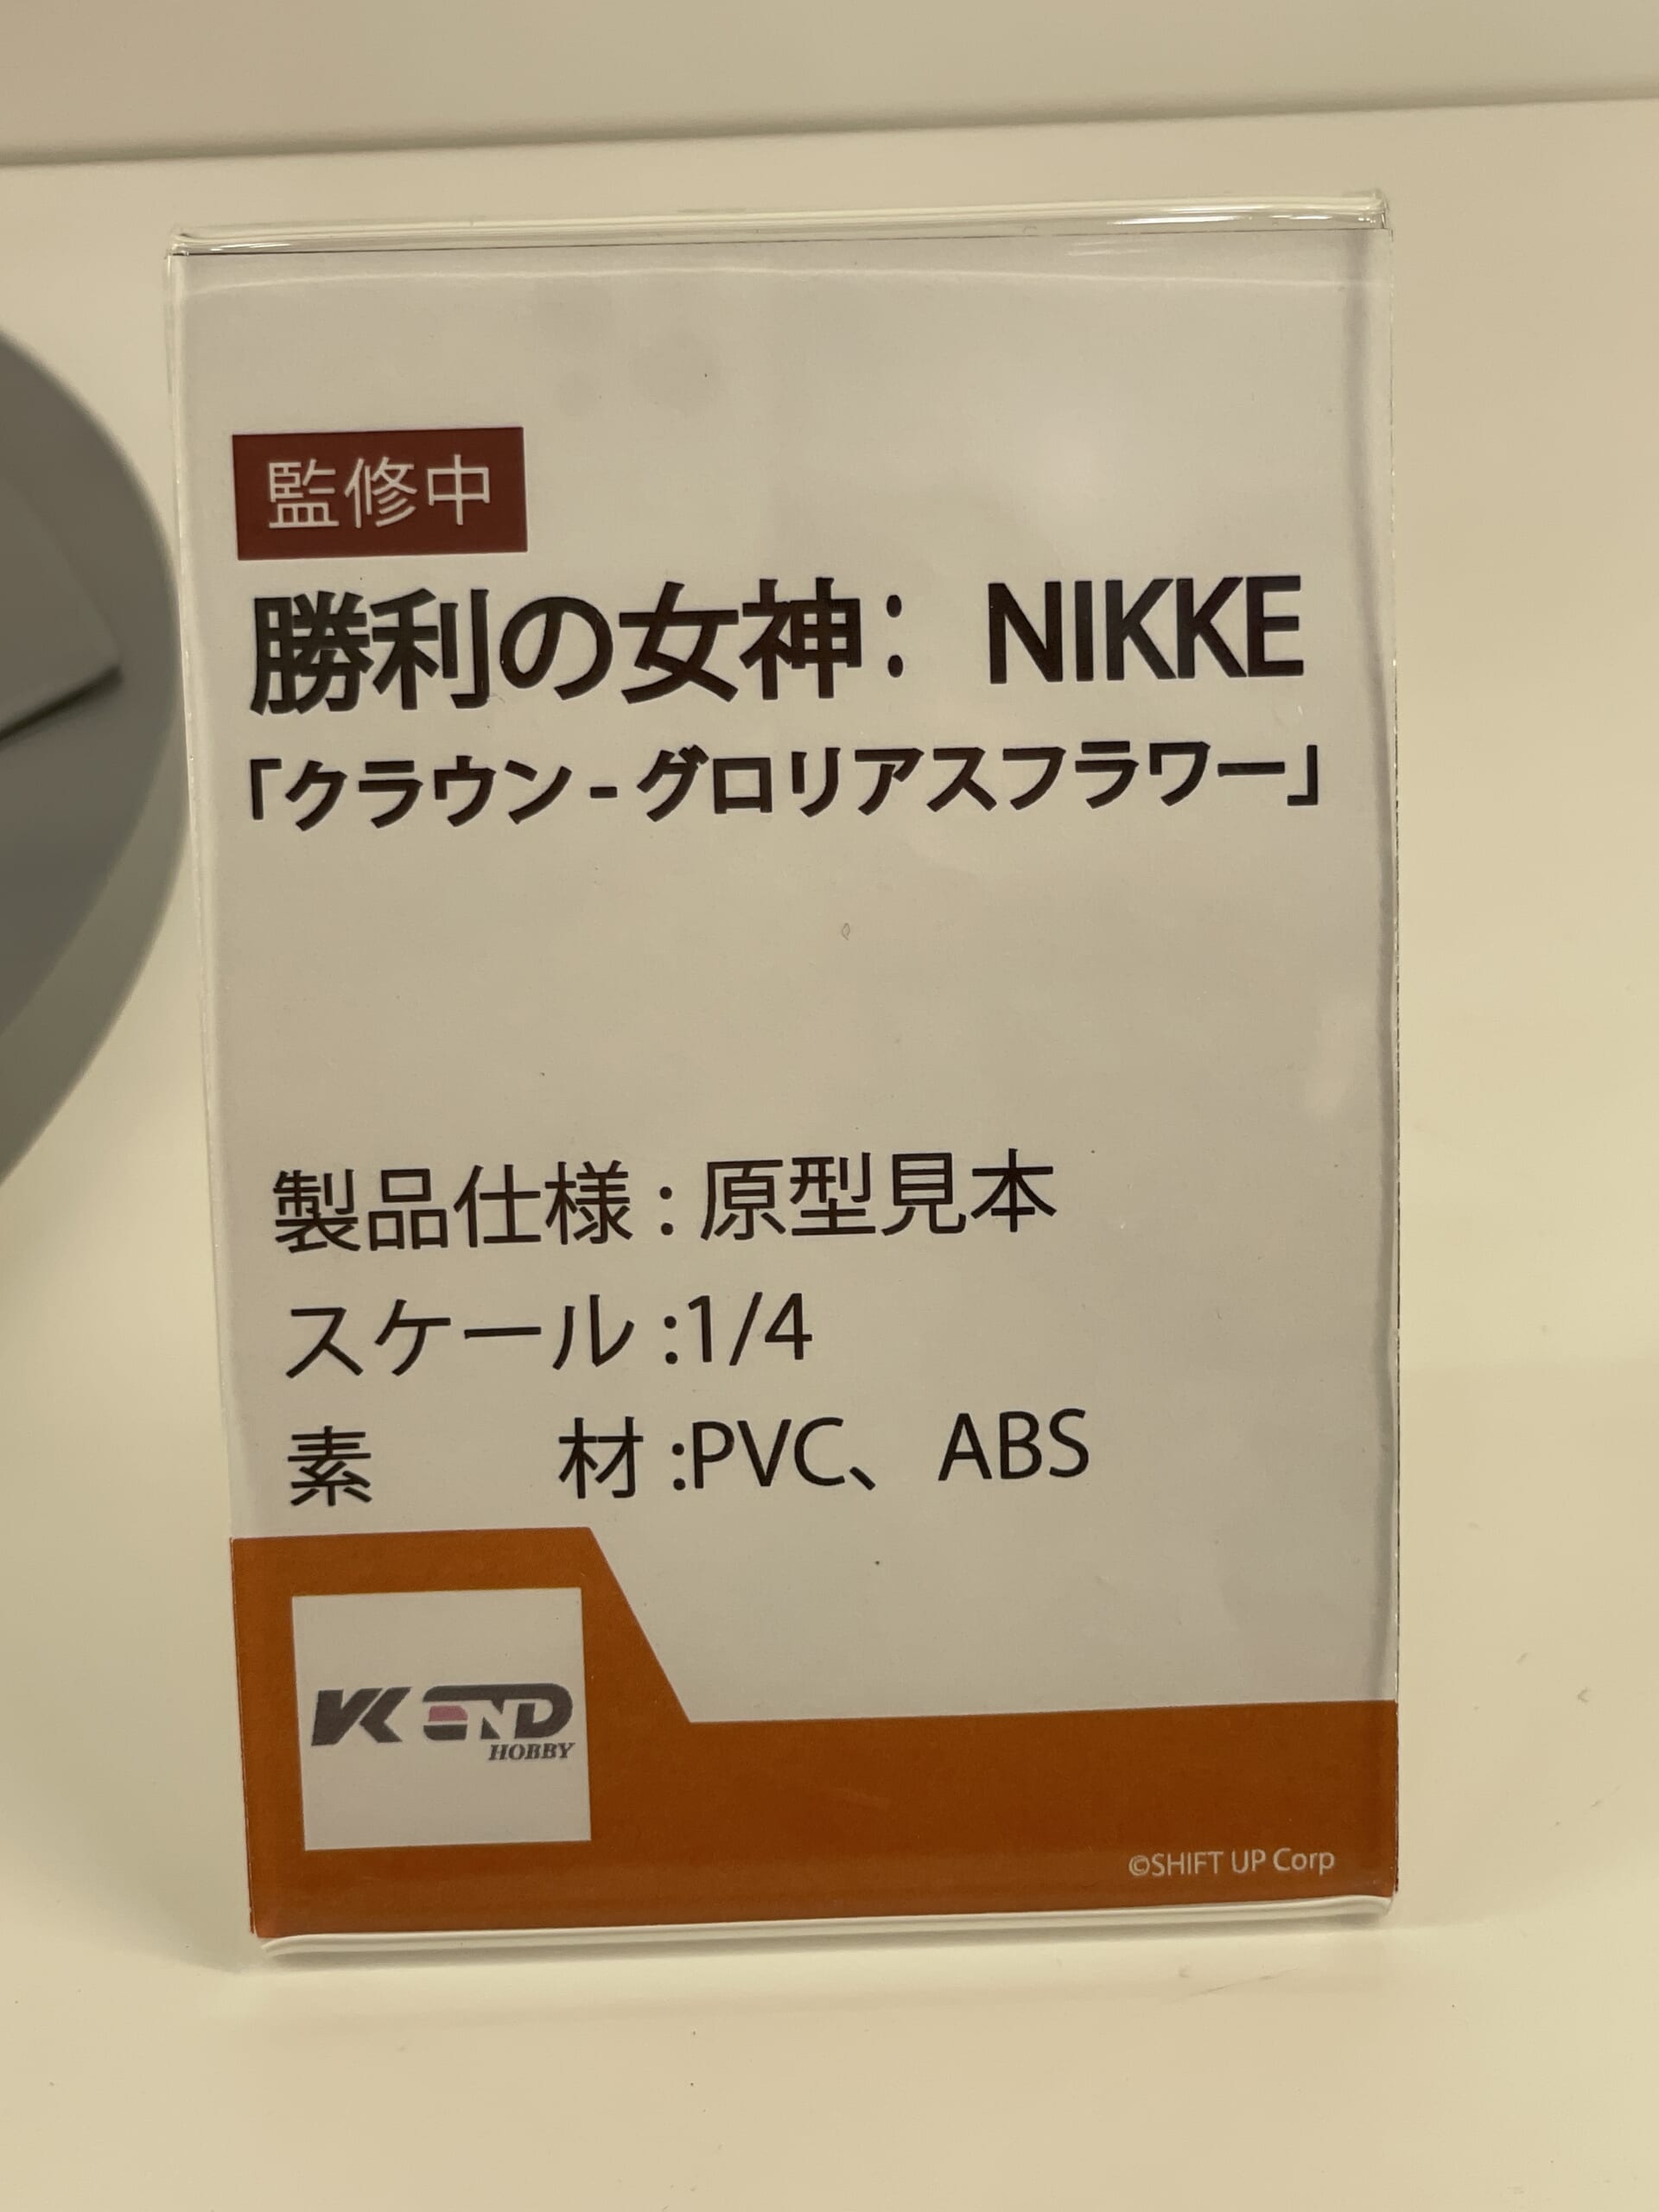 監修中
勝利の女神： NIKKE
「クラウン - グロリアスフラワー」
製品仕様 : 原型見本
スケール :1/4
素　　材 :PVC、ABS
HOBBY
©SHIFT UP Corp